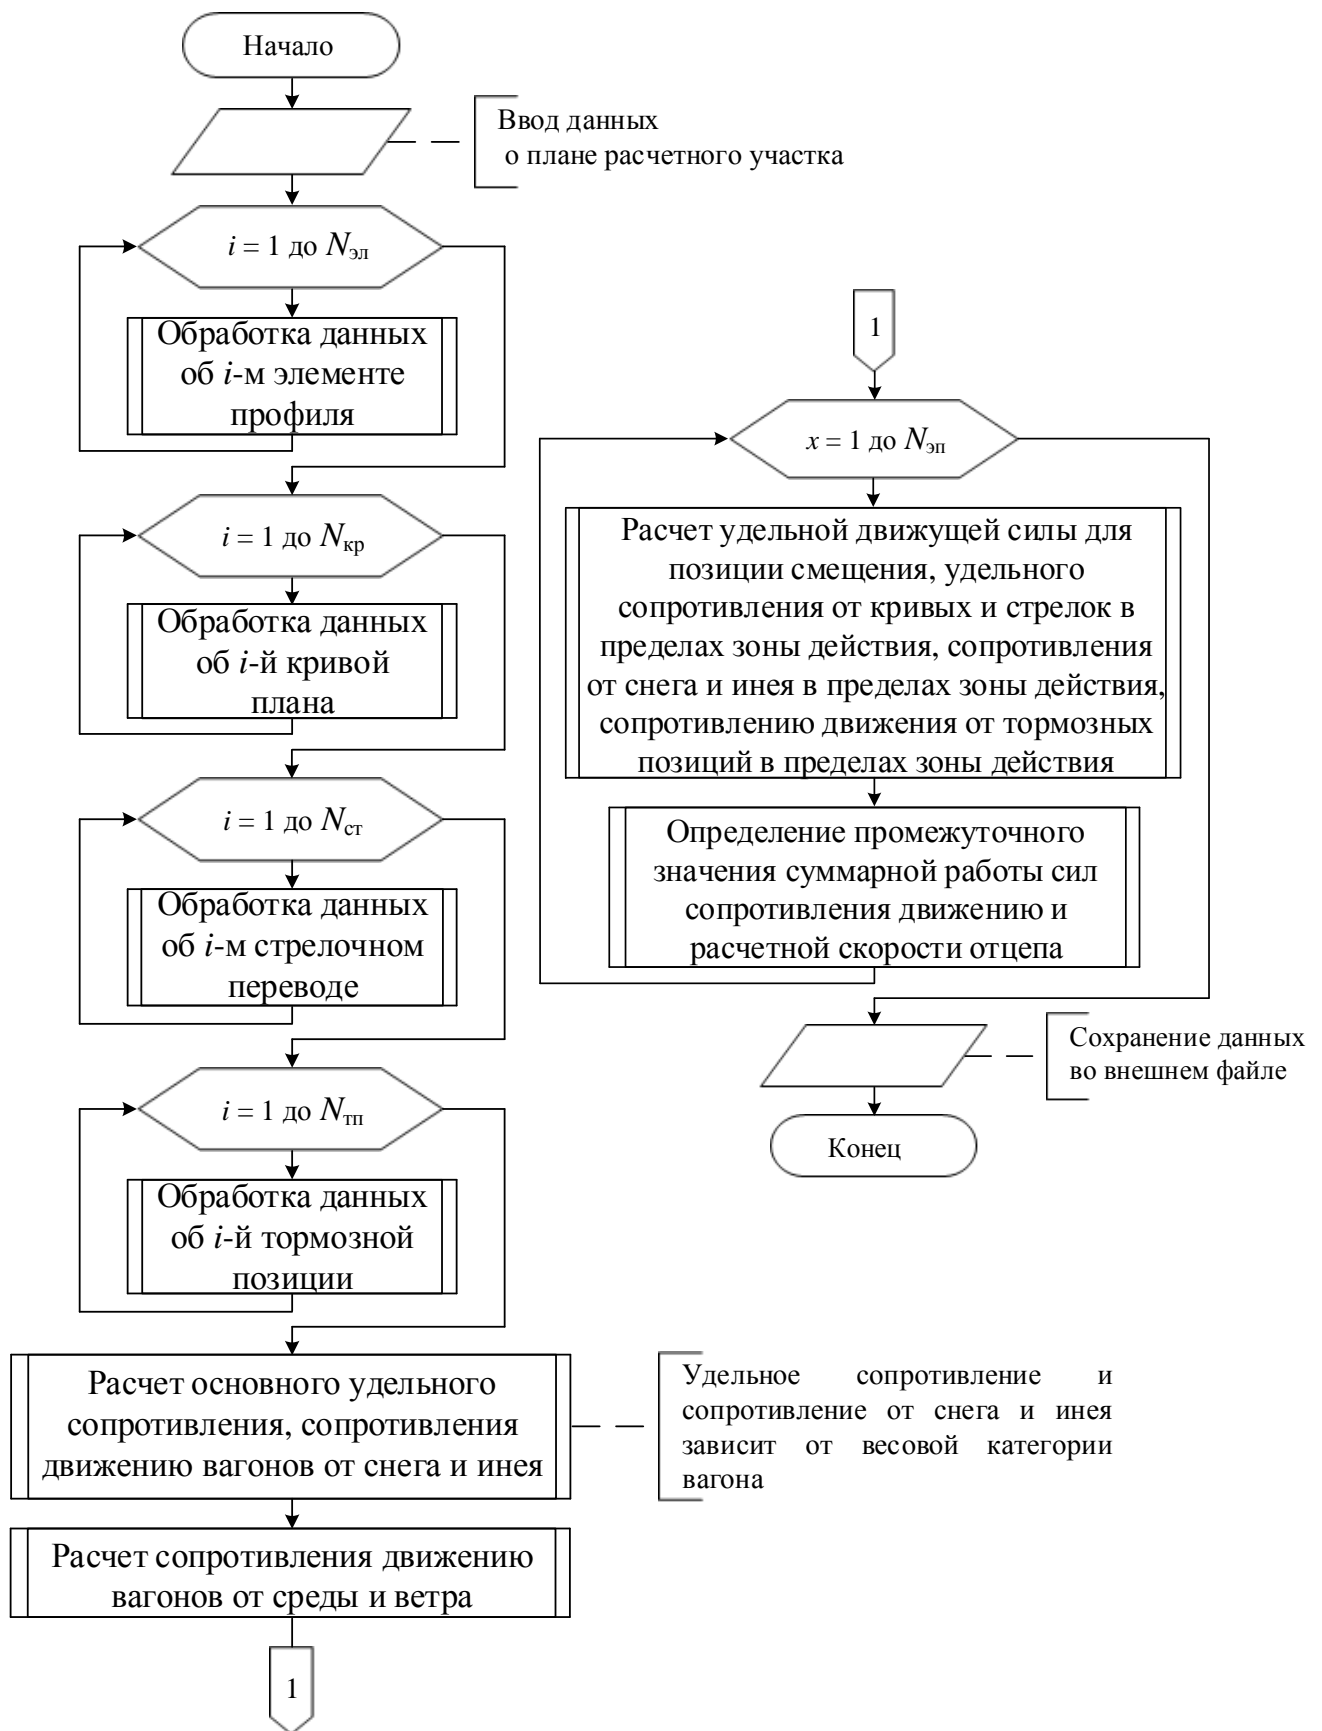 Начало
Ввод данных
о плане расчетного участка
i = 1 до Nэл
Обработка данных
об i-м элементе
профиля
i = 1 до Nкр
Обработка данных
об i-й кривой
плана
i = 1 до Nст
Обработка данных
об i-м стрелочном
переводе
i = 1 до Nтп
Обработка данных
об i-й тормозной
позиции
Расчет основного удельного
сопротивления, сопротивления
движению вагонов от снега и инея
Удельное сопротивление и
сопротивление от снега и инея
зависит от весовой категории
вагона
Расчет сопротивления движению
вагонов от среды и ветра
1
1
x = 1 до Nэп
Расчет удельной движущей силы для
позиции смещения, удельного
сопротивления от кривых и стрелок в
пределах зоны действия, сопротивления
от снега и инея в пределах зоны действия,
сопротивлению движения от тормозных
позиций в пределах зоны действия
Определение промежуточного
значения суммарной работы сил
сопротивления движению и
расчетной скорости отцепа
Сохранение данных
во внешнем файле
Конец